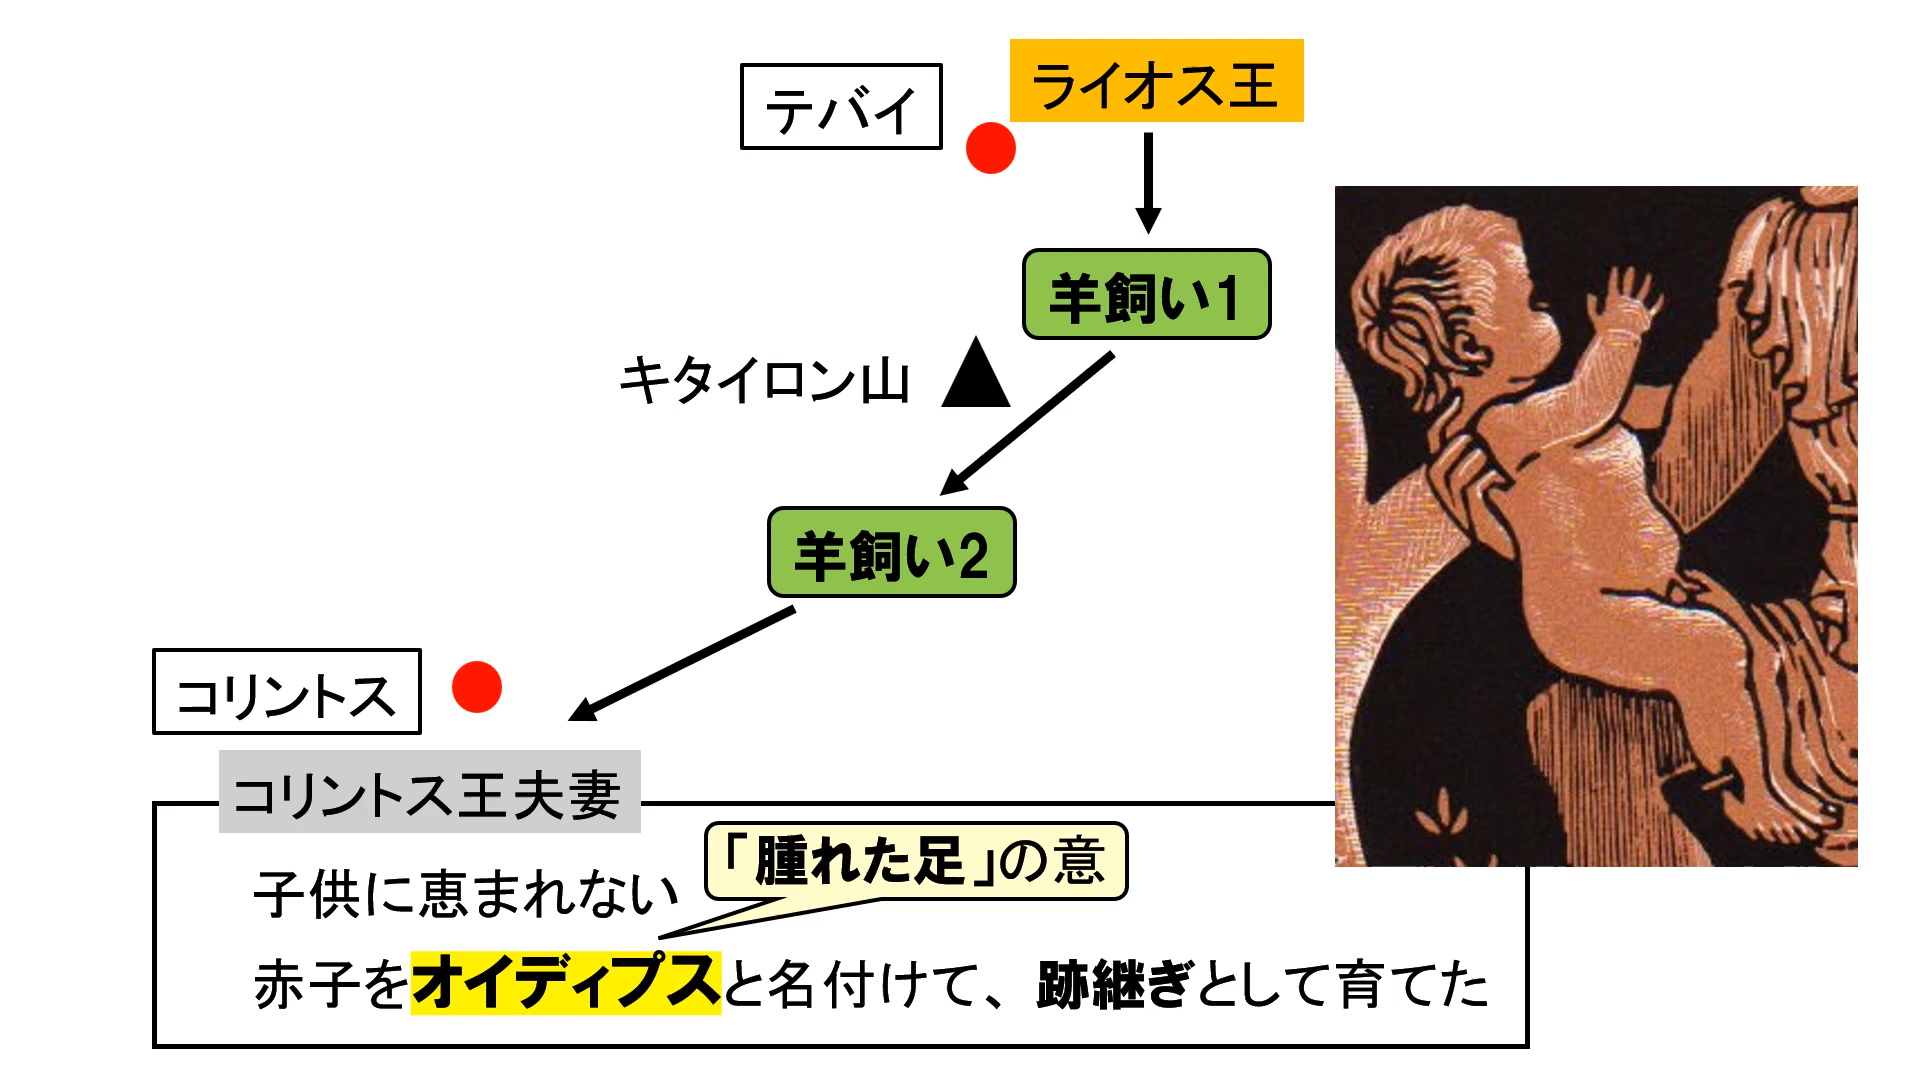 テバイ
ライオス王
羊飼い1
キタイロン山
羊飼い2
コリントス
コリントス王夫妻
「腫れた足」の意
子供に恵まれない
赤子をオイディプスと名付けて、跡継ぎとして育てた